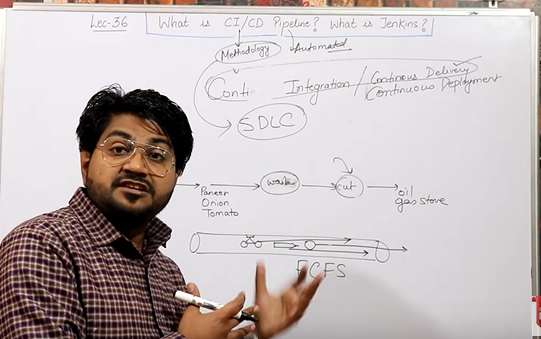 Lec-36 What is CI/CD Pipeline? What is Jenkins?
Methodology Automated
Conti Integration / Continous Delivery
Continuous Deployment
SDLC
Paneer
Onion
Tomato
wash
cut
oil
gas stove
FCFS